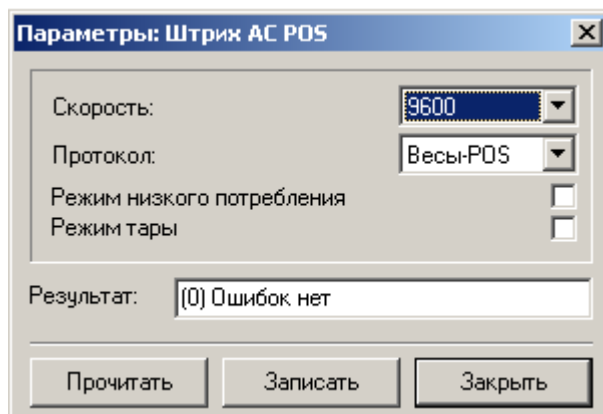 Параметры: Штрих АС POS
Скорость: 9600
Протокол: Весы-POS
Режим низкого потребления
Режим тары
Результат: (0) Ошибок нет
Прочитать Записать Закрыть